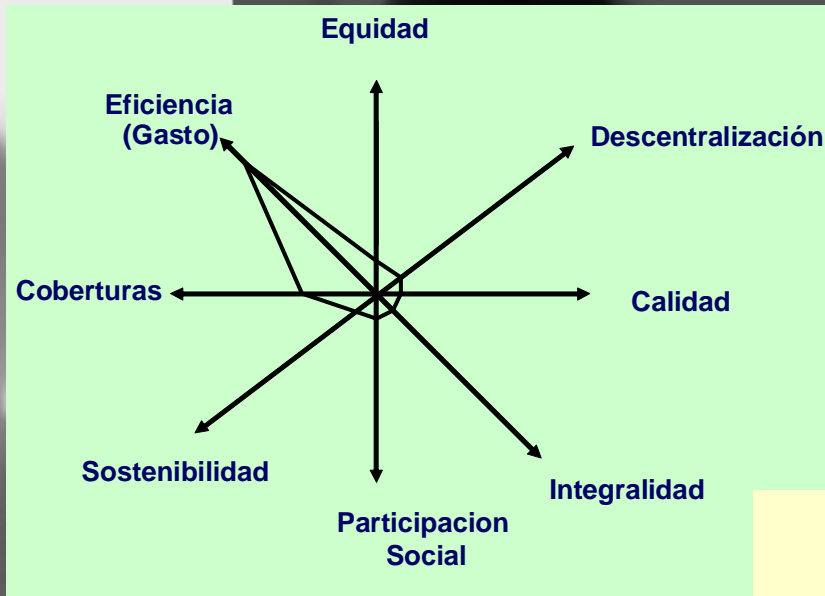 Equidad
Eficiencia
(Gasto)
Descentralización
Coberturas
Calidad
Sostenibilidad
Integralidad
Participacion
Social